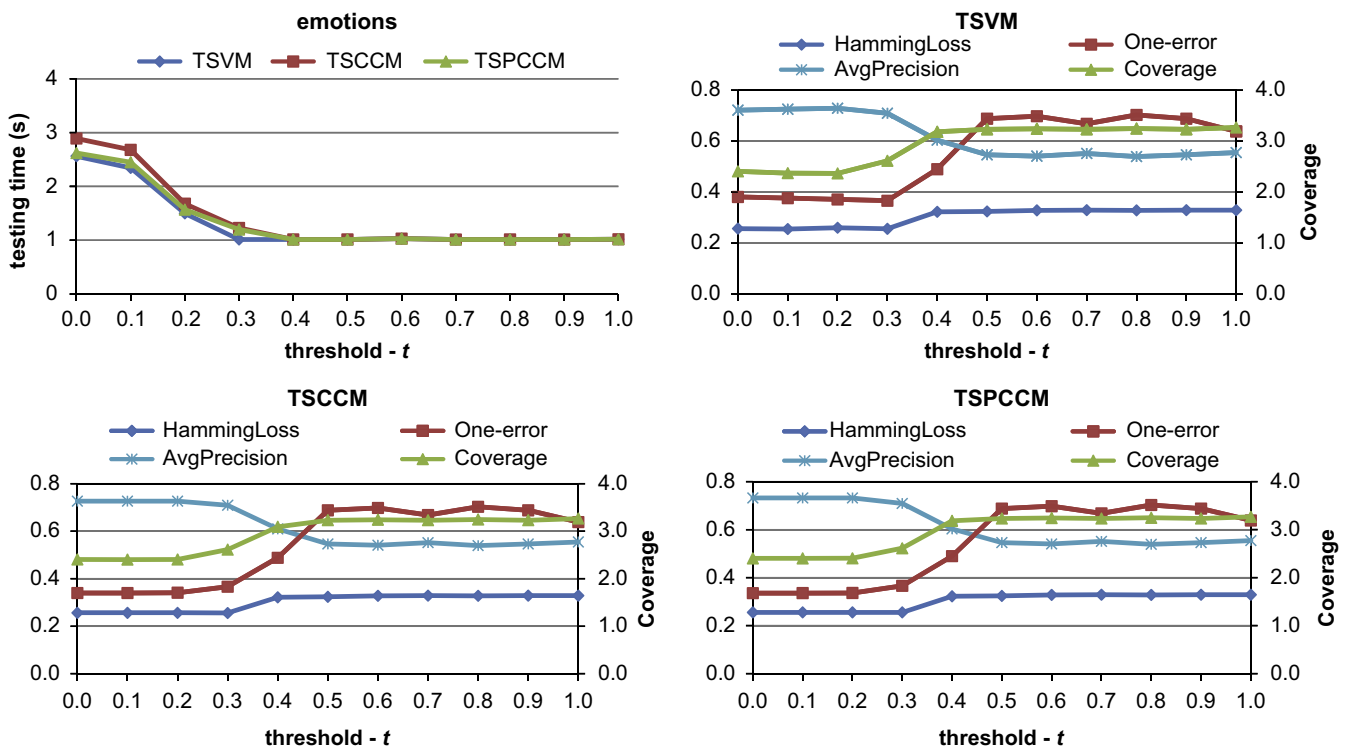 emotions
TSVM TSCCM TSPCCM
4
3
2
1
0
testing time (s)
0.0 0.1 0.2 0.3 0.4 0.5 0.6 0.7 0.8 0.9 1.0
threshold - t
TSVM
HammingLoss One-error
AvgPrecision Coverage
0.8 4.0
0.6 3.0
0.4 2.0
0.2 1.0
0.0 0.0
Coverage
0.0 0.1 0.2 0.3 0.4 0.5 0.6 0.7 0.8 0.9 1.0
threshold - t
TSCCM
HammingLoss One-error
AvgPrecision Coverage
0.8 4.0
0.6 3.0
0.4 2.0
0.2 1.0
0.0 0.0
Coverage
0.0 0.1 0.2 0.3 0.4 0.5 0.6 0.7 0.8 0.9 1.0
threshold - t
TSPCCM
HammingLoss One-error
AvgPrecision Coverage
0.8 4.0
0.6 3.0
0.4 2.0
0.2 1.0
0.0 0.0
Coverage
0.0 0.1 0.2 0.3 0.4 0.5 0.6 0.7 0.8 0.9 1.0
threshold - t